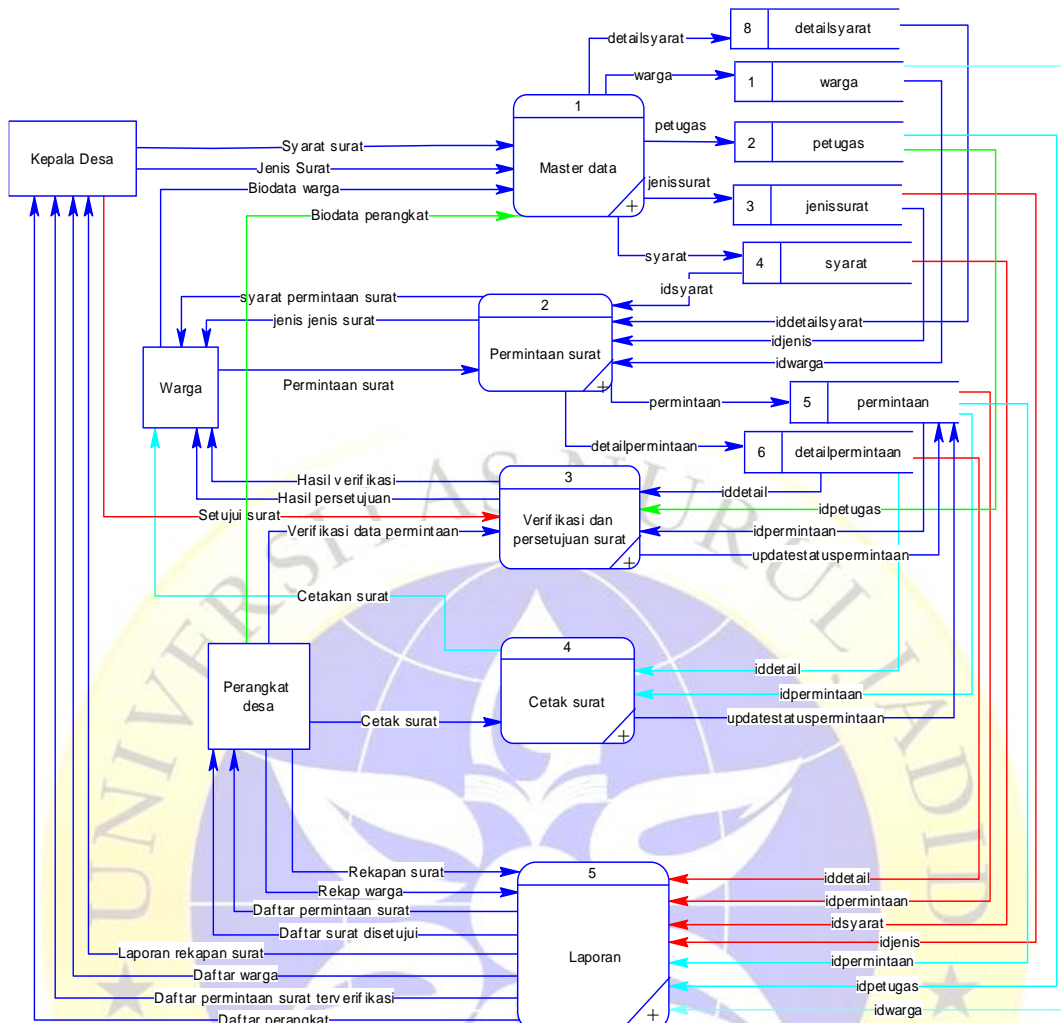 8 detailsyarat
detailsyarat
1 warga
warga
1
Master data
+
petugas
2 petugas
Kepala Desa
Syarat surat
Jenis Surat
Biodata warga
Biodata perangkat
jenissurat
3 jenissurat
syarat
4 syarat
idsyarat
syarat permintaan surat
jenis jenis surat
2
Permintaan surat
+
iddetailsyarat
idjenis
idwarga
Warga
Permintaan surat
permintaan
5 permintaan
detailpermintaan
6 detailpermintaan
Hasil verifikasi
Hasil persetujuan
Setujui surat
Verifikasi data permintaan
3
Verifikasi dan
persetujuan surat
+
iddetail
idpetugas
idpermintaan
updatestatuspermintaan
Cetakan surat
4
Cetak surat
+
iddetail
idpermintaan
updatestatuspermintaan
Perangkat
desa
Cetak surat
Rekapan surat
Rekap warga
Daftar permintaan surat
Daftar surat disetujui
Laporan rekapan surat
Daftar warga
Daftar permintaan surat terverifikasi
Daftar perangkat
5
Laporan
+
iddetail
idpermintaan
idsyarat
idjenis
idpermintaan
idpetugas
idwarga
UNIVERSITAS NURUL JADID